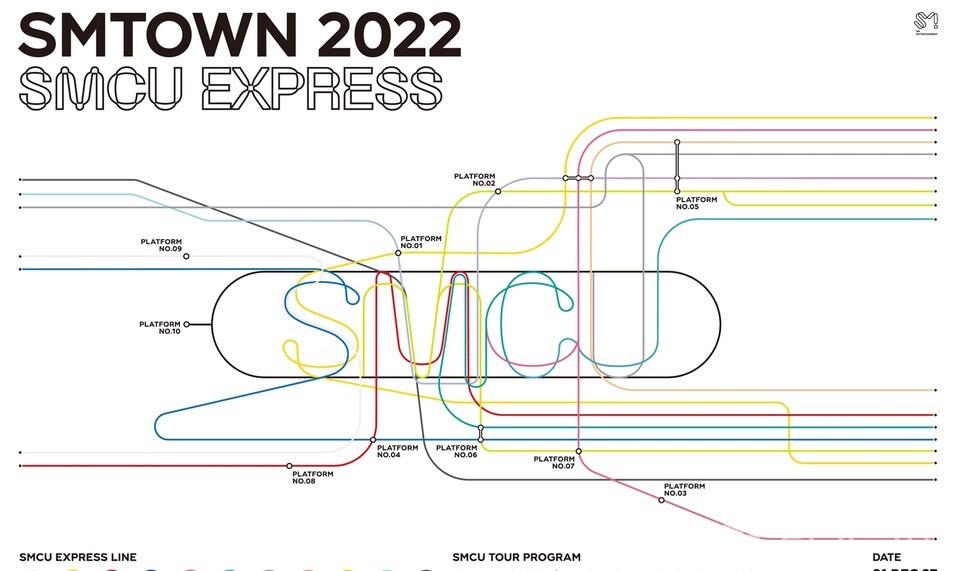 SMTOWN 2022
SMCU EXPRESS
SM ENTERTAINMENT
PLATFORM
NO.02
PLATFORM
NO.05
PLATFORM
NO.01
PLATFORM
NO.09
PLATFORM
NO.10
SMCU
PLATFORM
NO.04
PLATFORM
NO.06
PLATFORM
NO.07
PLATFORM
NO.08
PLATFORM
NO.03
SMCU EXPRESS LINE
SMCU TOUR PROGRAM
DATE